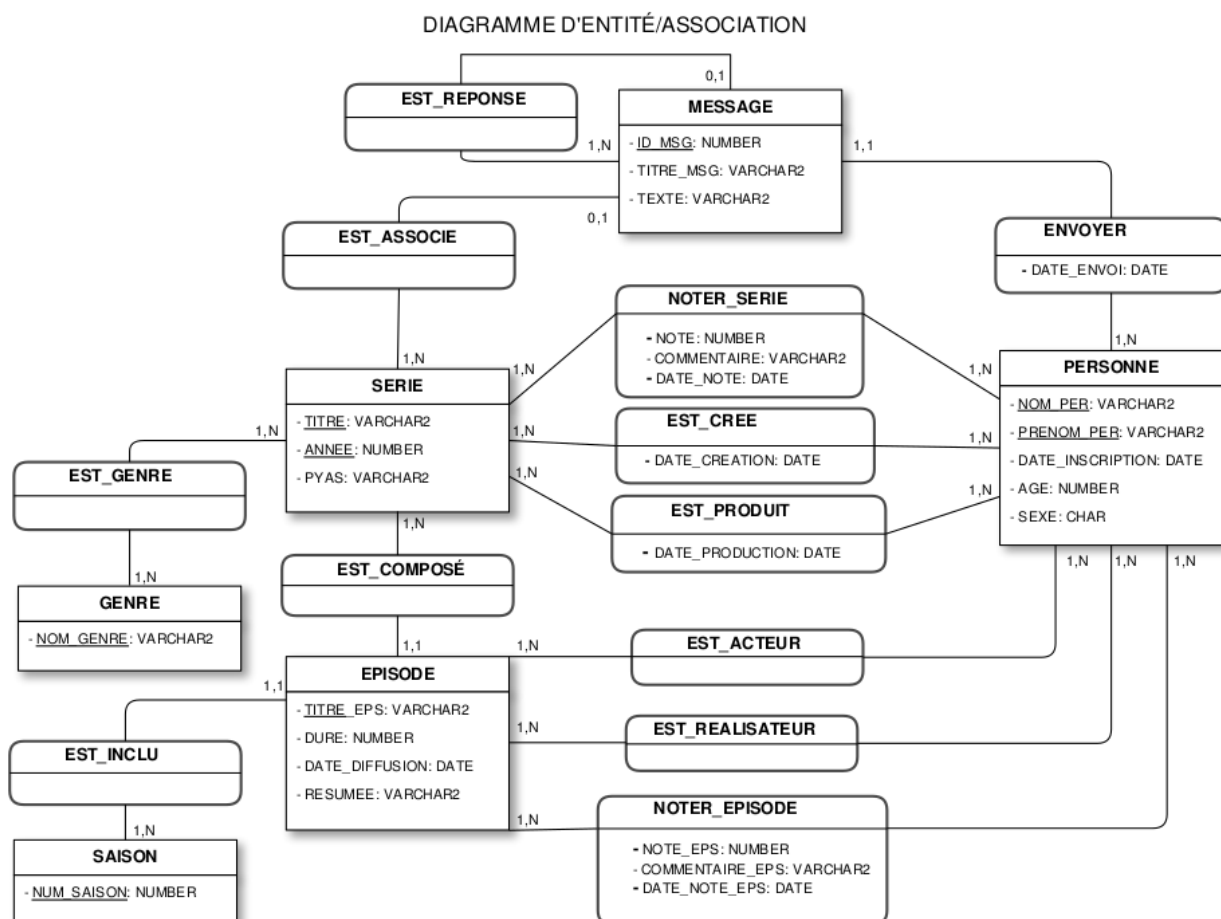 DIAGRAMME D'ENTITÉ/ASSOCIATION
0,1
EST_REPONSE
MESSAGE
- ID_MSG: NUMBER
- TITRE_MSG: VARCHAR2
- TEXTE: VARCHAR2
1,N
1,1
0,1
EST_ASSOCIE
ENVOYER
- DATE_ENVOI: DATE
NOTER_SERIE
- NOTE: NUMBER
- COMMENTAIRE: VARCHAR2
- DATE_NOTE: DATE
1,N
1,N
1,N
1,N
SERIE
- TITRE: VARCHAR2
- ANNEE: NUMBER
- PYAS: VARCHAR2
PERSONNE
- NOM_PER: VARCHAR2
- PRENOM_PER: VARCHAR2
- DATE_INSCRIPTION: DATE
- AGE: NUMBER
- SEXE: CHAR
1,N
1,N
EST_CREE
- DATE_CREATION: DATE
1,N
EST_GENRE
1,N
1,N
EST_PRODUIT
- DATE_PRODUCTION: DATE
1,N
EST_COMPOSÉ
1,N
1,N
1,N
1,N
GENRE
- NOM_GENRE: VARCHAR2
1,1
1,N
EST_ACTEUR
EPISODE
- TITRE_EPS: VARCHAR2
- DURE: NUMBER
- DATE_DIFFUSION: DATE
- RESUMEE: VARCHAR2
1,1
1,N
EST_REALISATEUR
EST_INCLU
1,N
NOTER_EPISODE
- NOTE_EPS: NUMBER
- COMMENTAIRE_EPS: VARCHAR2
- DATE_NOTE_EPS: DATE
1,N
SAISON
- NUM_SAISON: NUMBER